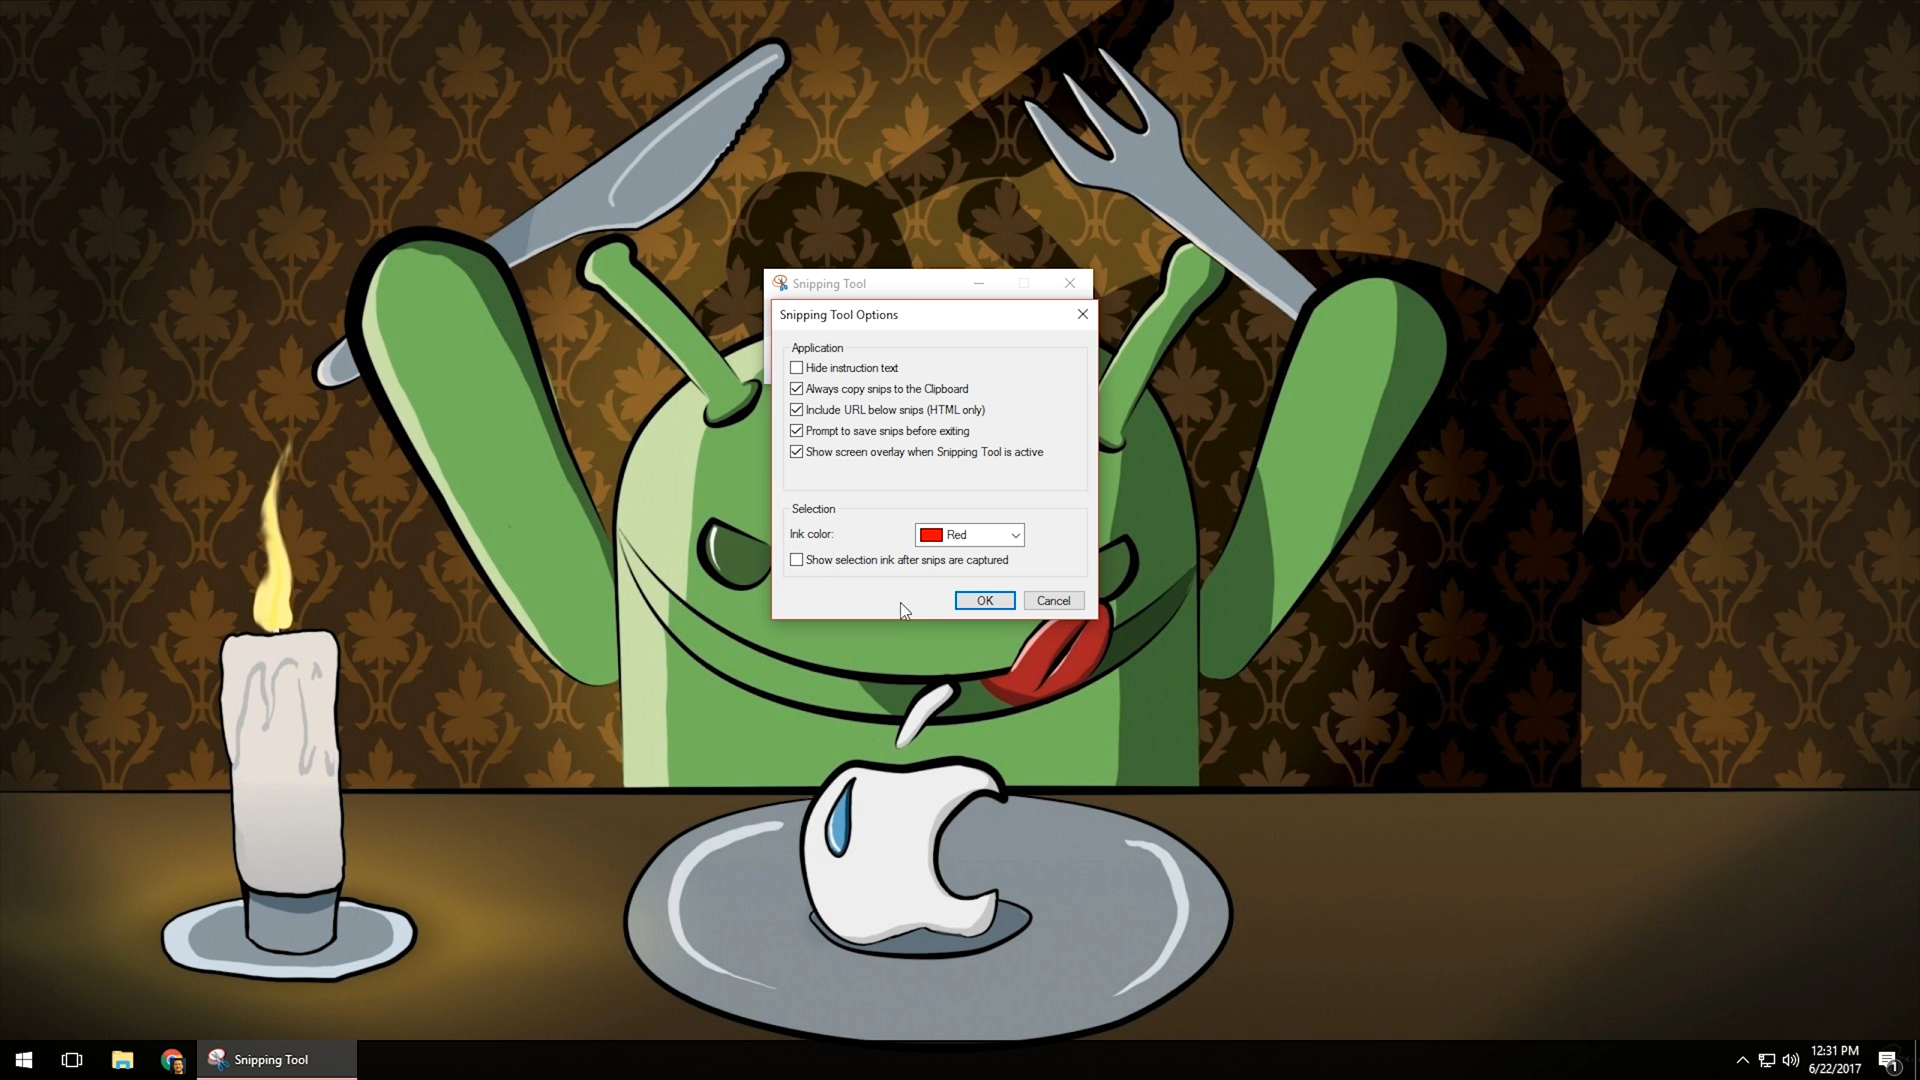 Snipping Tool
Snipping Tool Options
Application
Hide instruction text
Always copy snips to the Clipboard
Include URL below snips (HTML only)
Prompt to save snips before exiting
Show screen overlay when Snipping Tool is active
Selection
Ink color:
Red
Show selection ink after snips are captured
OK
Cancel
Snipping Tool
12:31 PM
6/22/2017
1